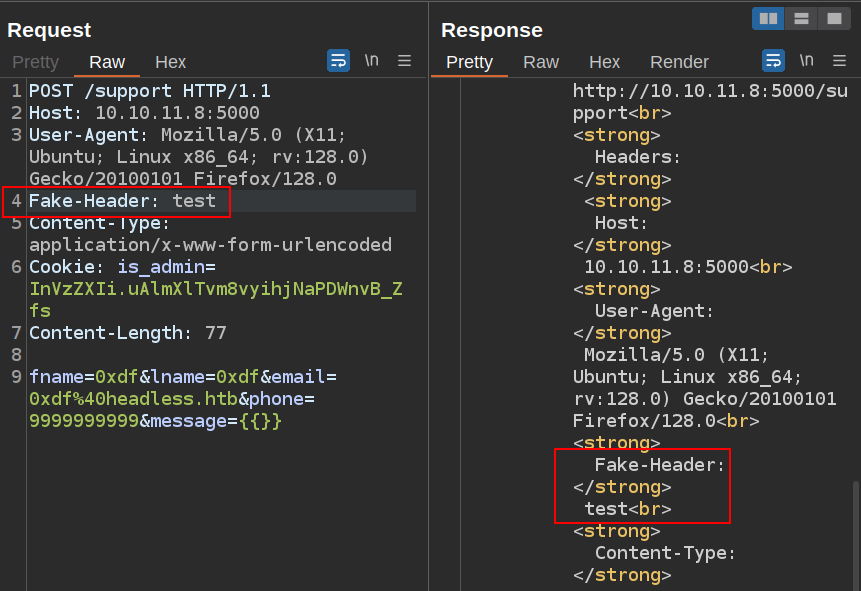 Request
Pretty Raw Hex \n
1 POST /support HTTP/1.1
2 Host: 10.10.11.8:5000
3 User-Agent: Mozilla/5.0 (X11;
Ubuntu; Linux x86_64; rv:128.0)
Gecko/20100101 Firefox/128.0
4 Fake-Header: test
5 Content-Type:
application/x-www-form-urlencoded
6 Cookie: is_admin=
InVzZXIi.uAlmXlTvm8vyihjNaPDWnvB_Z
fs
7 Content-Length: 77
8
9 fname=0xdf&lname=0xdf&email=
0xdf%40headless.htb&phone=
9999999999&message={{}}
Response
Pretty Raw Hex Render \n
http://10.10.11.8:5000/su
pport<br>
<strong>
Headers:
</strong>
<strong>
Host:
</strong>
10.10.11.8:5000<br>
<strong>
User-Agent:
</strong>
Mozilla/5.0 (X11;
Ubuntu; Linux x86_64;
rv:128.0) Gecko/20100101
Firefox/128.0<br>
<strong>
Fake-Header:
</strong>
test<br>
<strong>
Content-Type:
</strong>